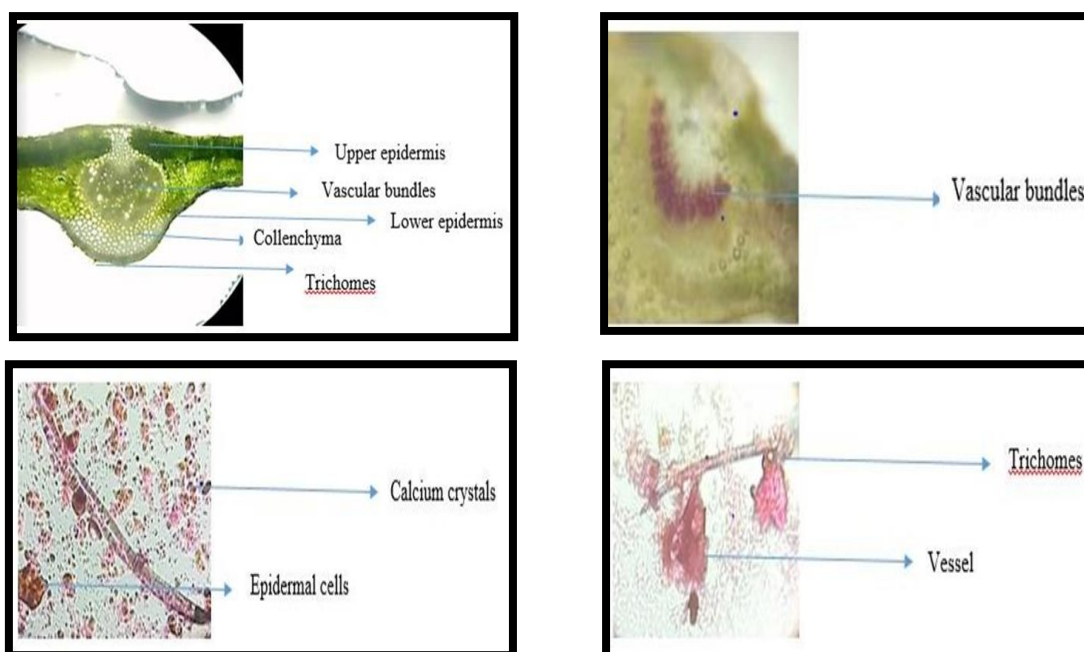 Upper epidermis
Vascular bundles
Lower epidermis
Collenchyma
Trichomes
Vascular bundles
Calcium crystals
Epidermal cells
Trichomes
Vessel